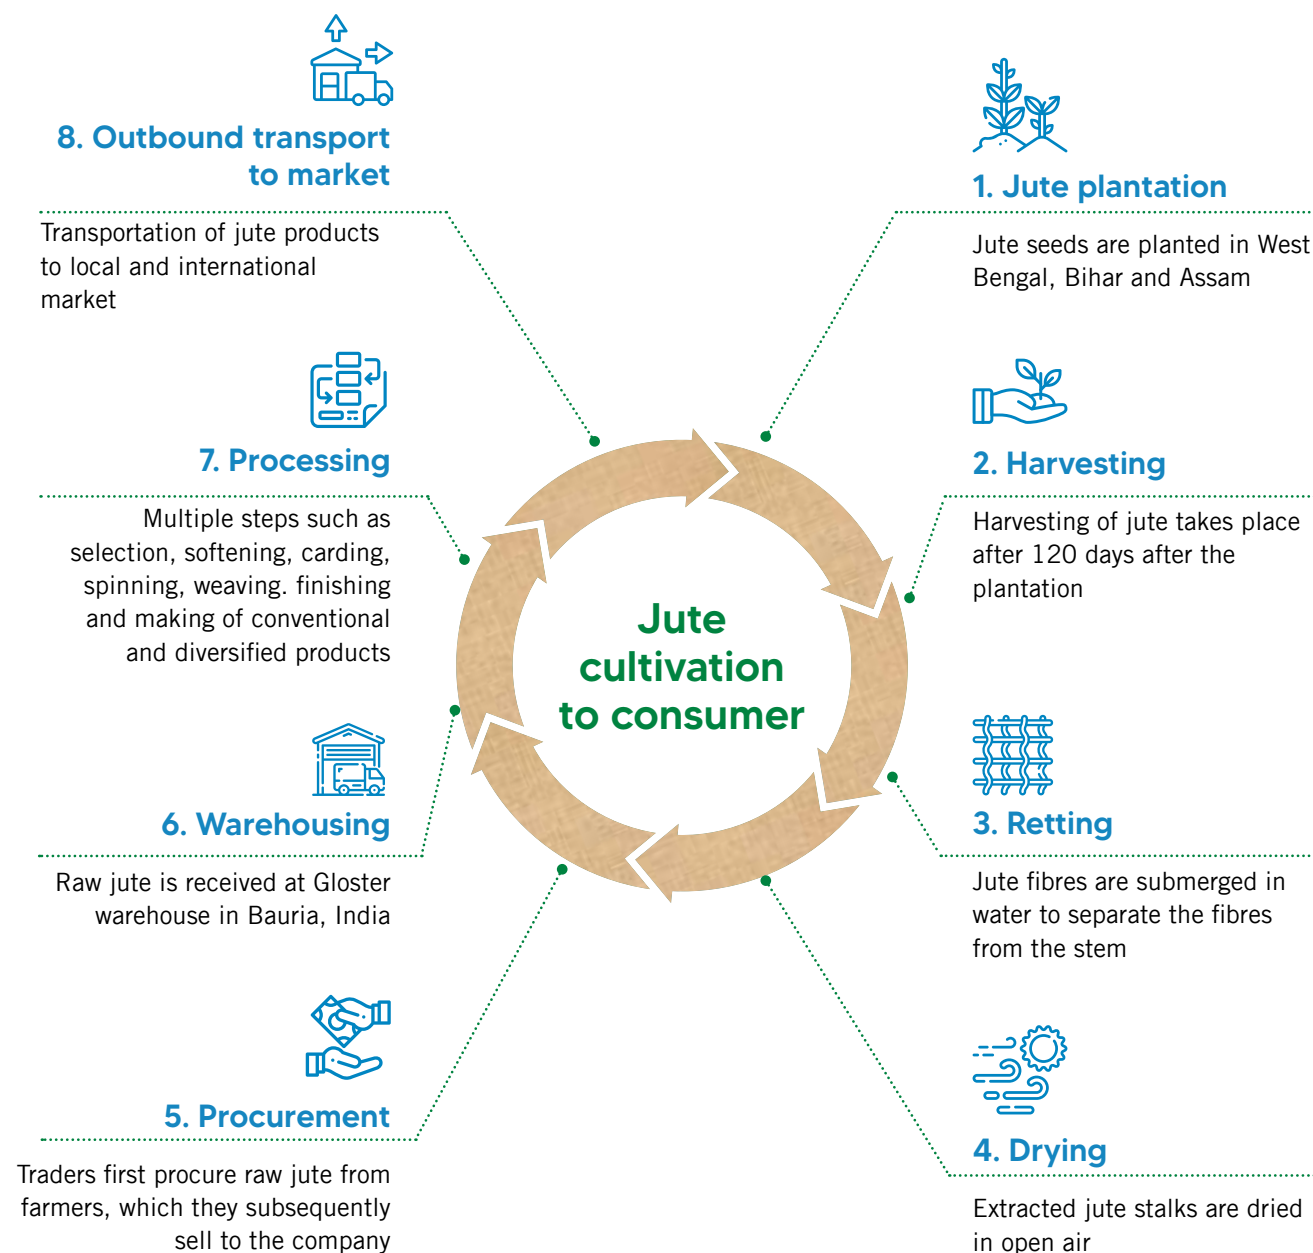 Jute
cultivation
to consumer
1. Jute plantation
Jute seeds are planted in West
Bengal, Bihar and Assam
2. Harvesting
Harvesting of jute takes place
after 120 days after the
plantation
3. Retting
Jute fibres are submerged in
water to separate the fibres
from the stem
4. Drying
Extracted jute stalks are dried
in open air
5. Procurement
Traders first procure raw jute from
farmers, which they subsequently
sell to the company
6. Warehousing
Raw jute is received at Gloster
warehouse in Bauria, India
7. Processing
Multiple steps such as
selection, softening, carding,
spinning, weaving. finishing
and making of conventional
and diversified products
8. Outbound transport
to market
Transportation of jute products
to local and international
market